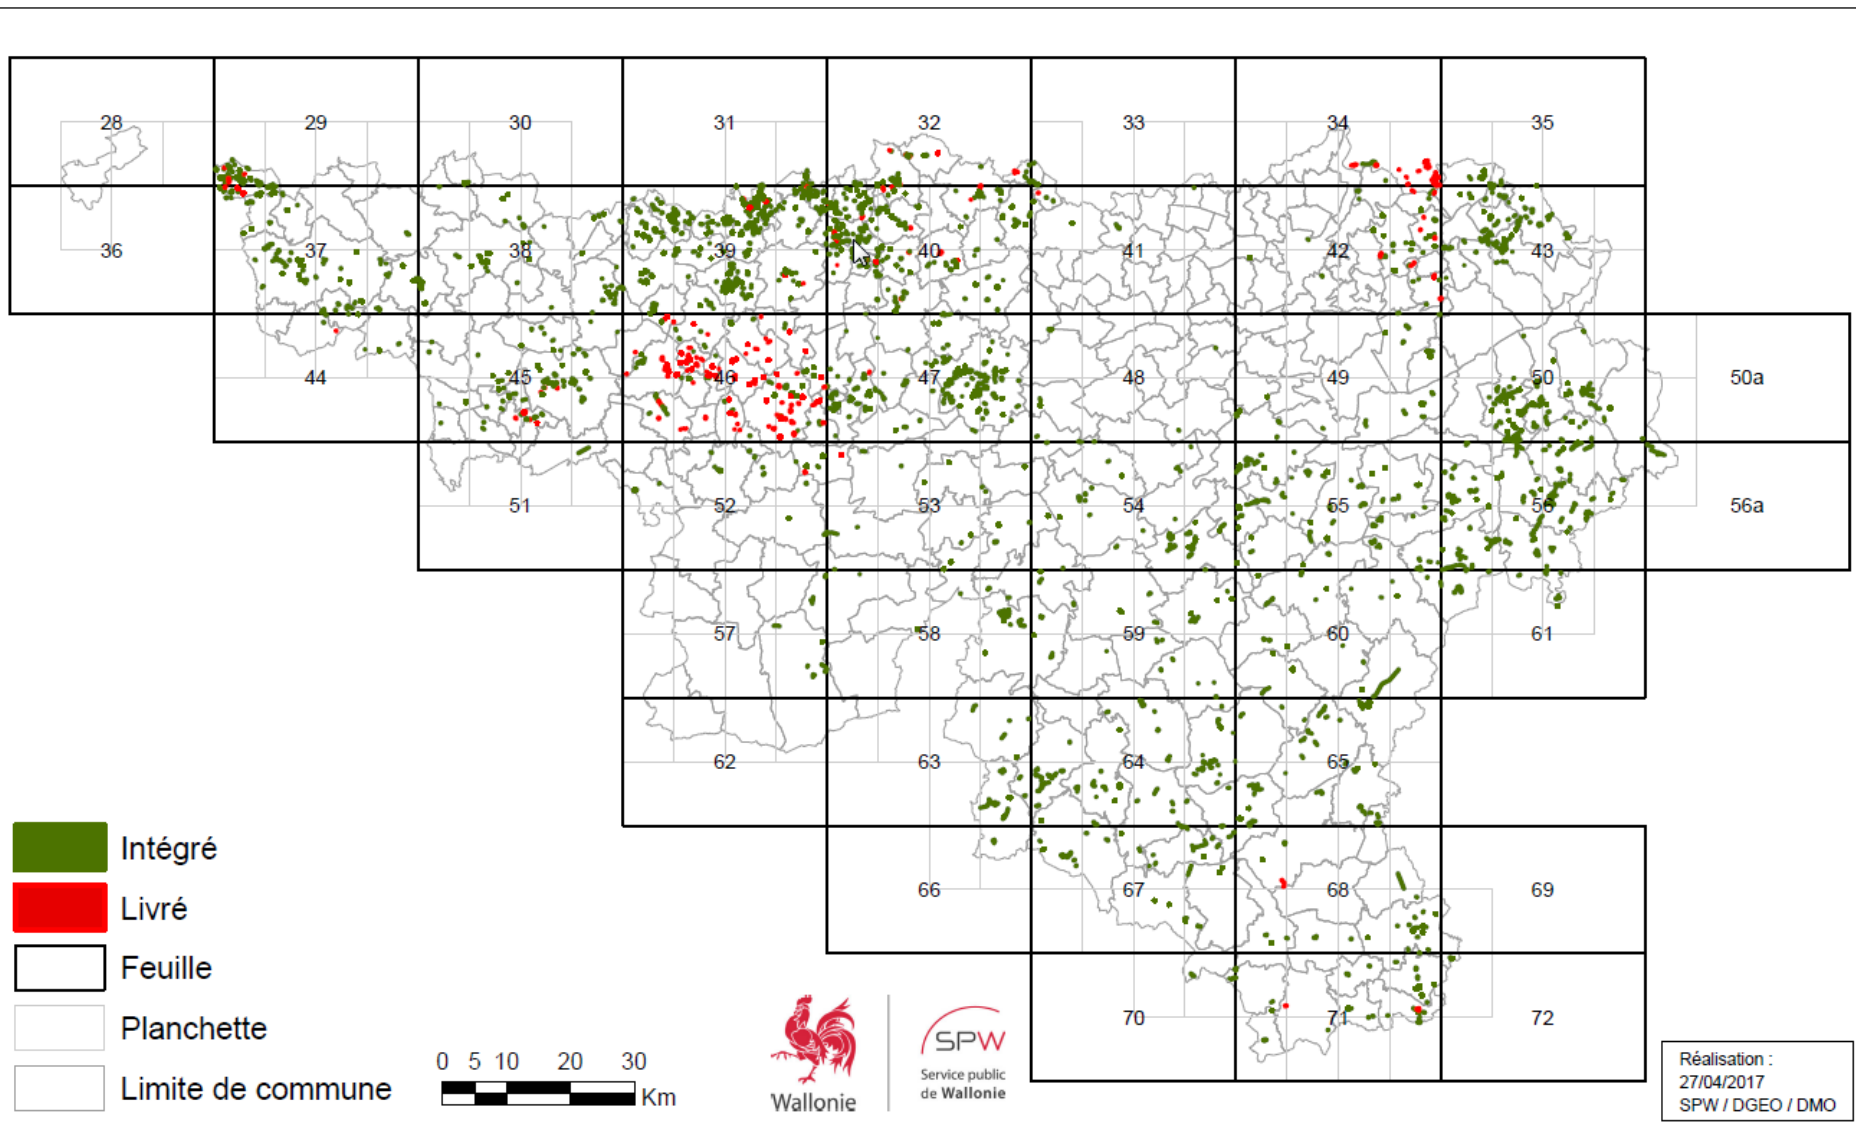 28 29 30 31 32 33 34 35
36 37 38 39 40 41 42 43
44 45 46 47 48 49 50 50a
51 52 53 54 55 56 56a
57 58 59 60 61
62 63 64 65
66 67 68 69
70 71 72
Intégré
Livré
Feuille
Planchette
Limite de commune
0 5 10 20 30
Km
Wallonie
SPW
Service public
de Wallonie
Réalisation :
27/04/2017
SPW / DGEO / DMO